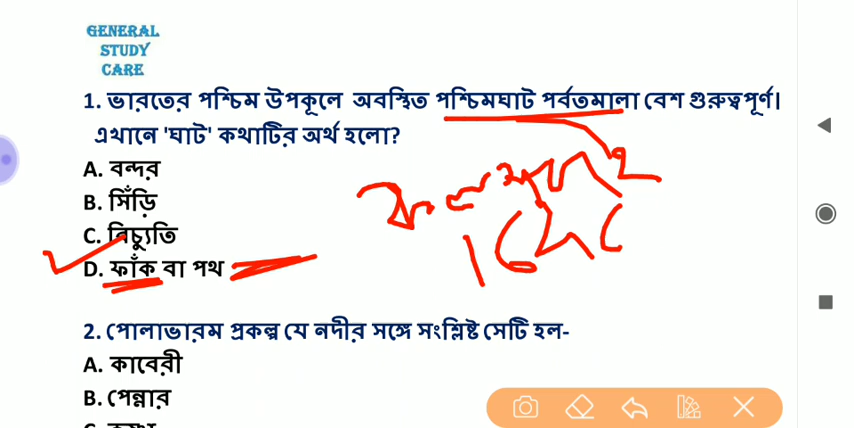 GENERAL
STUDY
CARE
1. ভারতের পশ্চিম উপকূলে অবস্থিত পশ্চিমঘাট পর্বতমালা বেশ গুরুত্বপূর্ণ।
এখানে 'ঘাট' কথাটির অর্থ হলো?
A. বন্দর
B. সিঁড়ি
C. বিচ্যুতি
D. ফাঁক বা পথ
2. পোলাভারম প্রকল্প যে নদীর সঙ্গে সংশ্লিষ্ট সেটি হল-
A. কাবেরী
B. পেন্নার